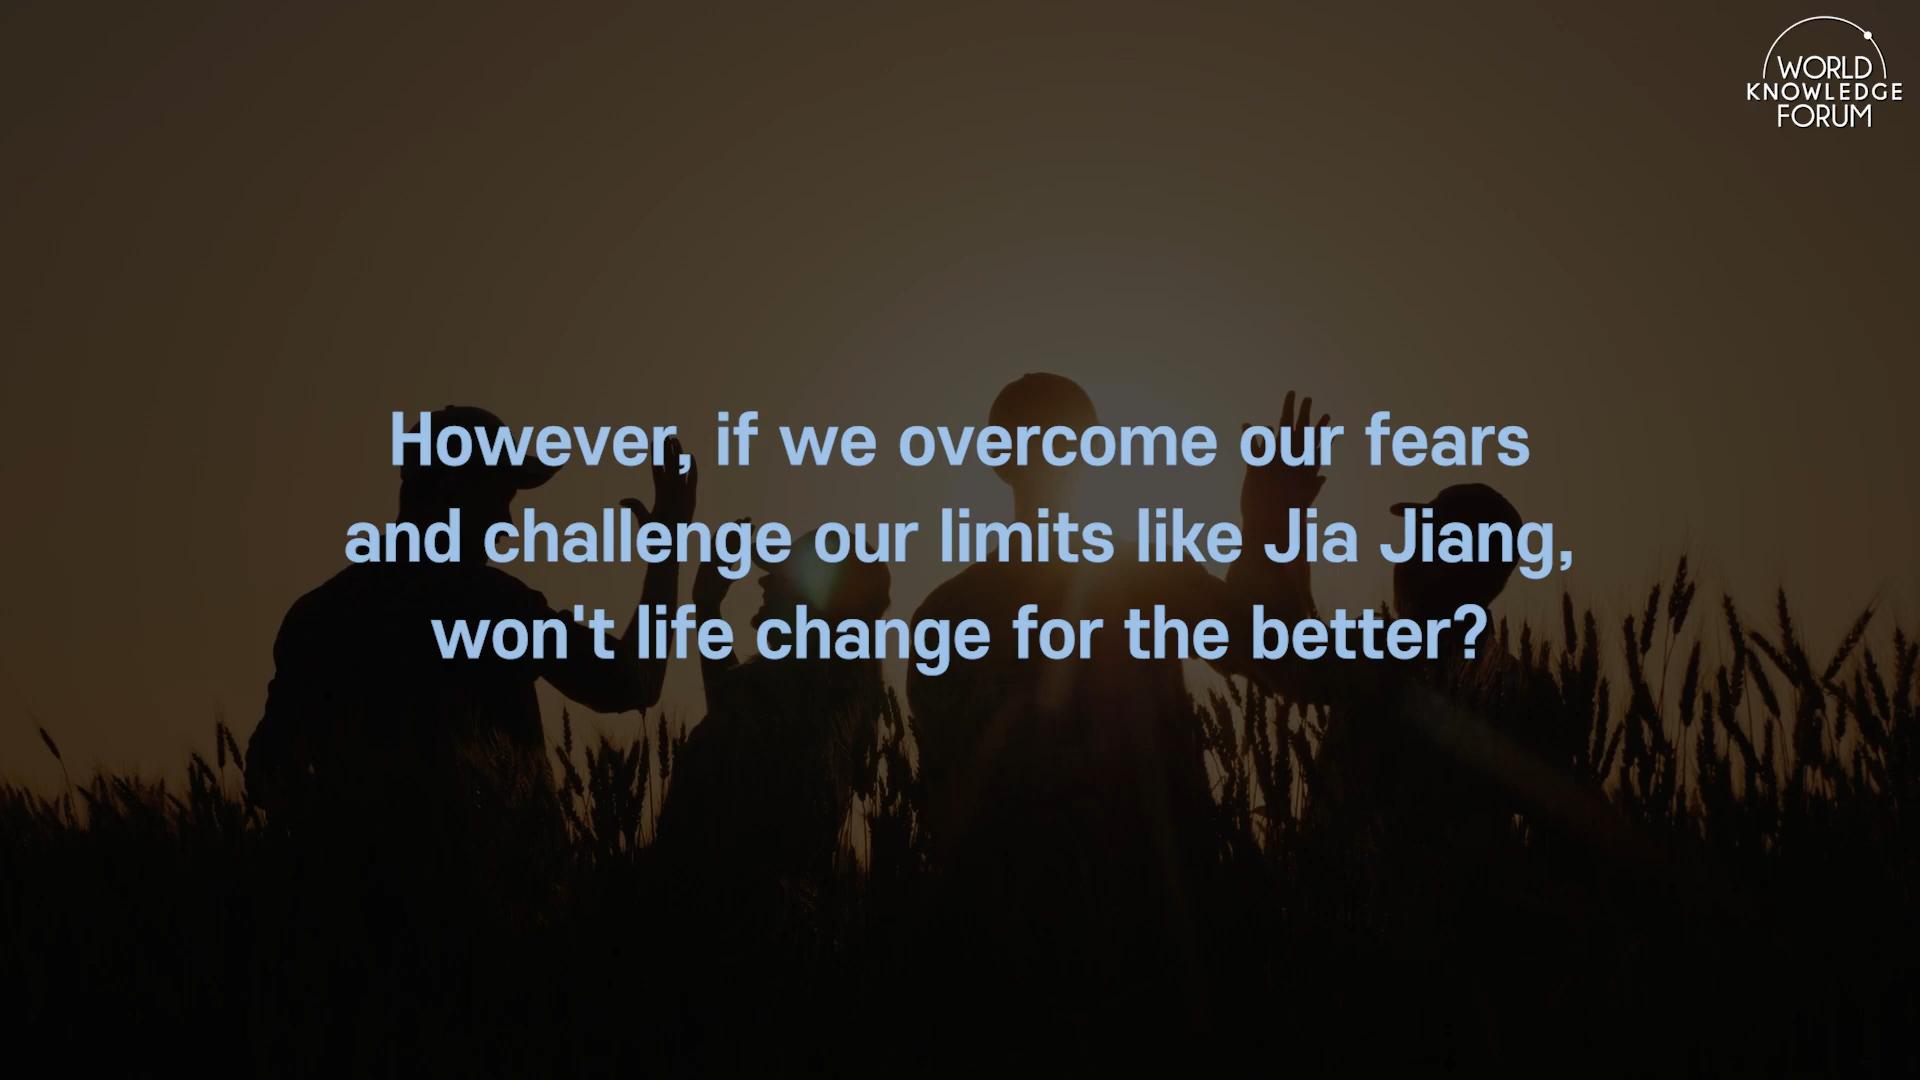 WORLD
KNOWLEDGE
FORUM
However, if we overcome our fears
and challenge our limits like Jia Jiang,
won't life change for the better?